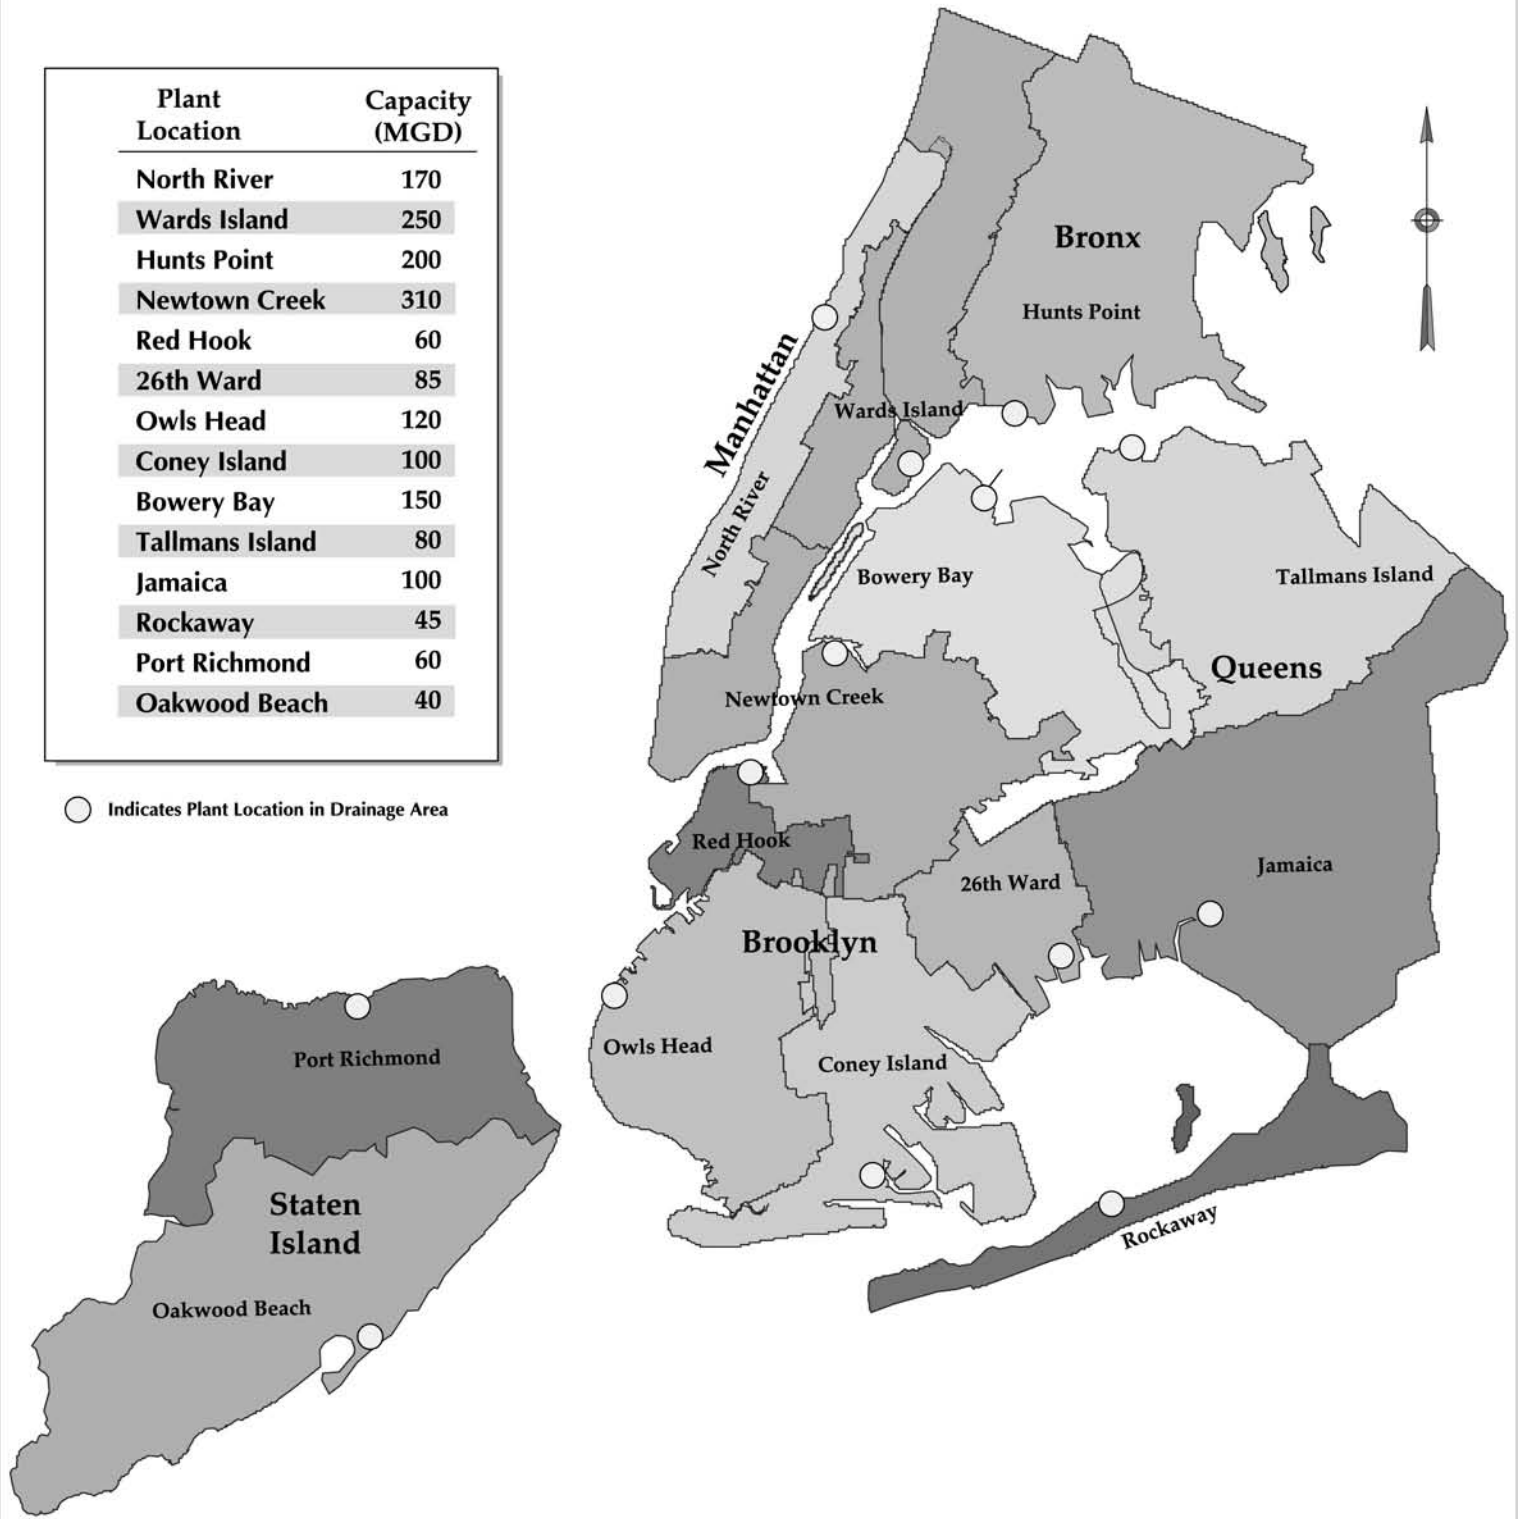 Plant Capacity
Location (MGD)
North River 170
Wards Island 250
Hunts Point 200
Newtown Creek 310
Red Hook 60
26th Ward 85
Owls Head 120
Coney Island 100
Bowery Bay 150
Tallmans Island 80
Jamaica 100
Rockaway 45
Port Richmond 60
Oakwood Beach 40
Indicates Plant Location in Drainage Area
Bronx
Hunts Point
Manhattan
Wards Island
North River
Bowery Bay
Tallmans Island
Queens
Newtown Creek
Red Hook
Jamaica
26th Ward
Brooklyn
Owls Head
Coney Island
Port Richmond
Staten
Island
Rockaway
Oakwood Beach